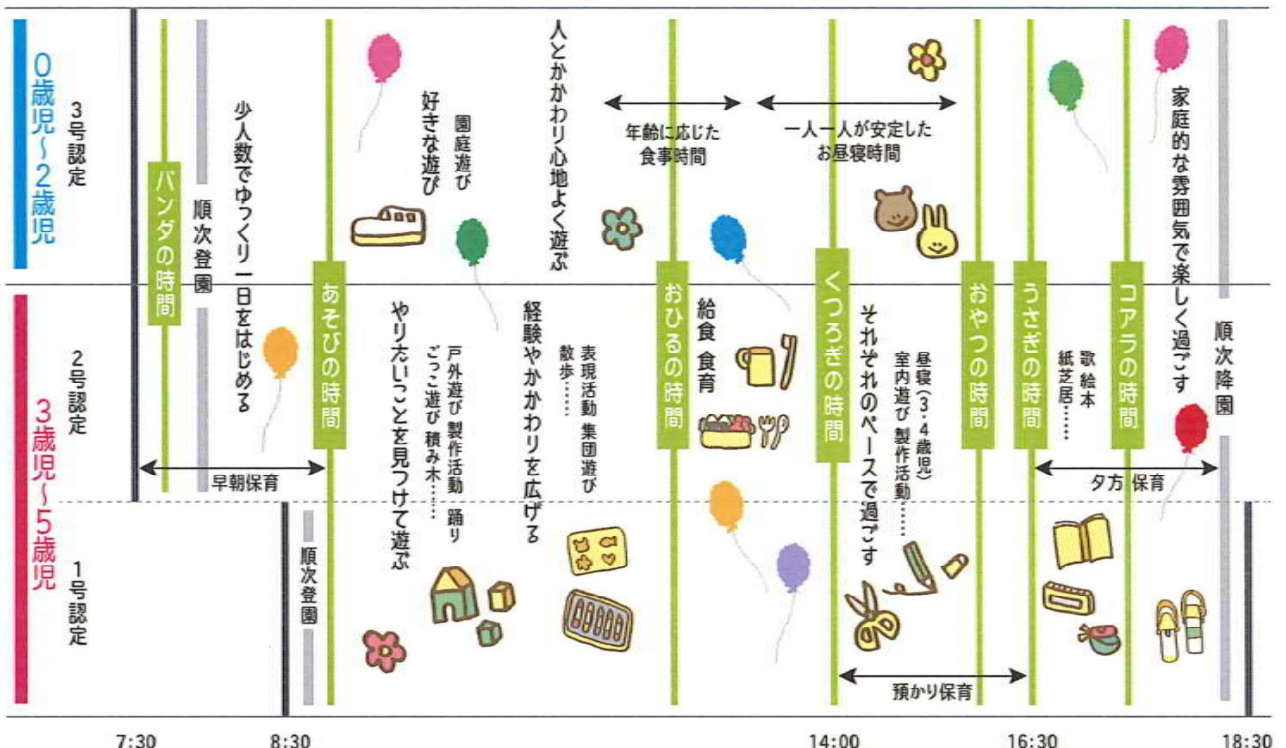 0歳児~2歳児
3号認定
3歳児~5歳児
2号認定
1号認定
パンダの時間
順次登園
少人数でゆっくり一日をはじめる
早朝保育
順次登園
あそびの時間
好きな遊び
園庭遊び
人とかかわり心地よく遊ぶ
やりたいことを見つけて遊ぶ
戸外遊び 製作活動 踊り
ごっこ遊び 積み木……
経験やかかわりを広げる
表現活動 集団遊び
散歩……
年齢に応じた
食事時間
おひるの時間
給食 食育
一人一人が安定した
お昼寝時間
くつろぎの時間
それぞれのペースで過ごす
昼寝(3・4歳児)
室内遊び 製作活動……
預かり保育
おやつの時間
うさぎの時間
歌 絵本
紙芝居……
コアラの時間
家庭的な雰囲気で楽しく過ごす
夕方 保育
順次降園
7:30
8:30
14:00
16:30
18:30